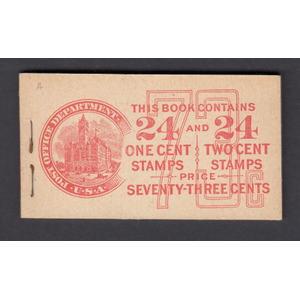 POST OFFICE DEPARTMENT
U.S.A.
THIS BOOK CONTAINS
24 AND 24
ONE CENT TWO CENT
STAMPS STAMPS
PRICE
SEVENTY-THREE CENTS
73c